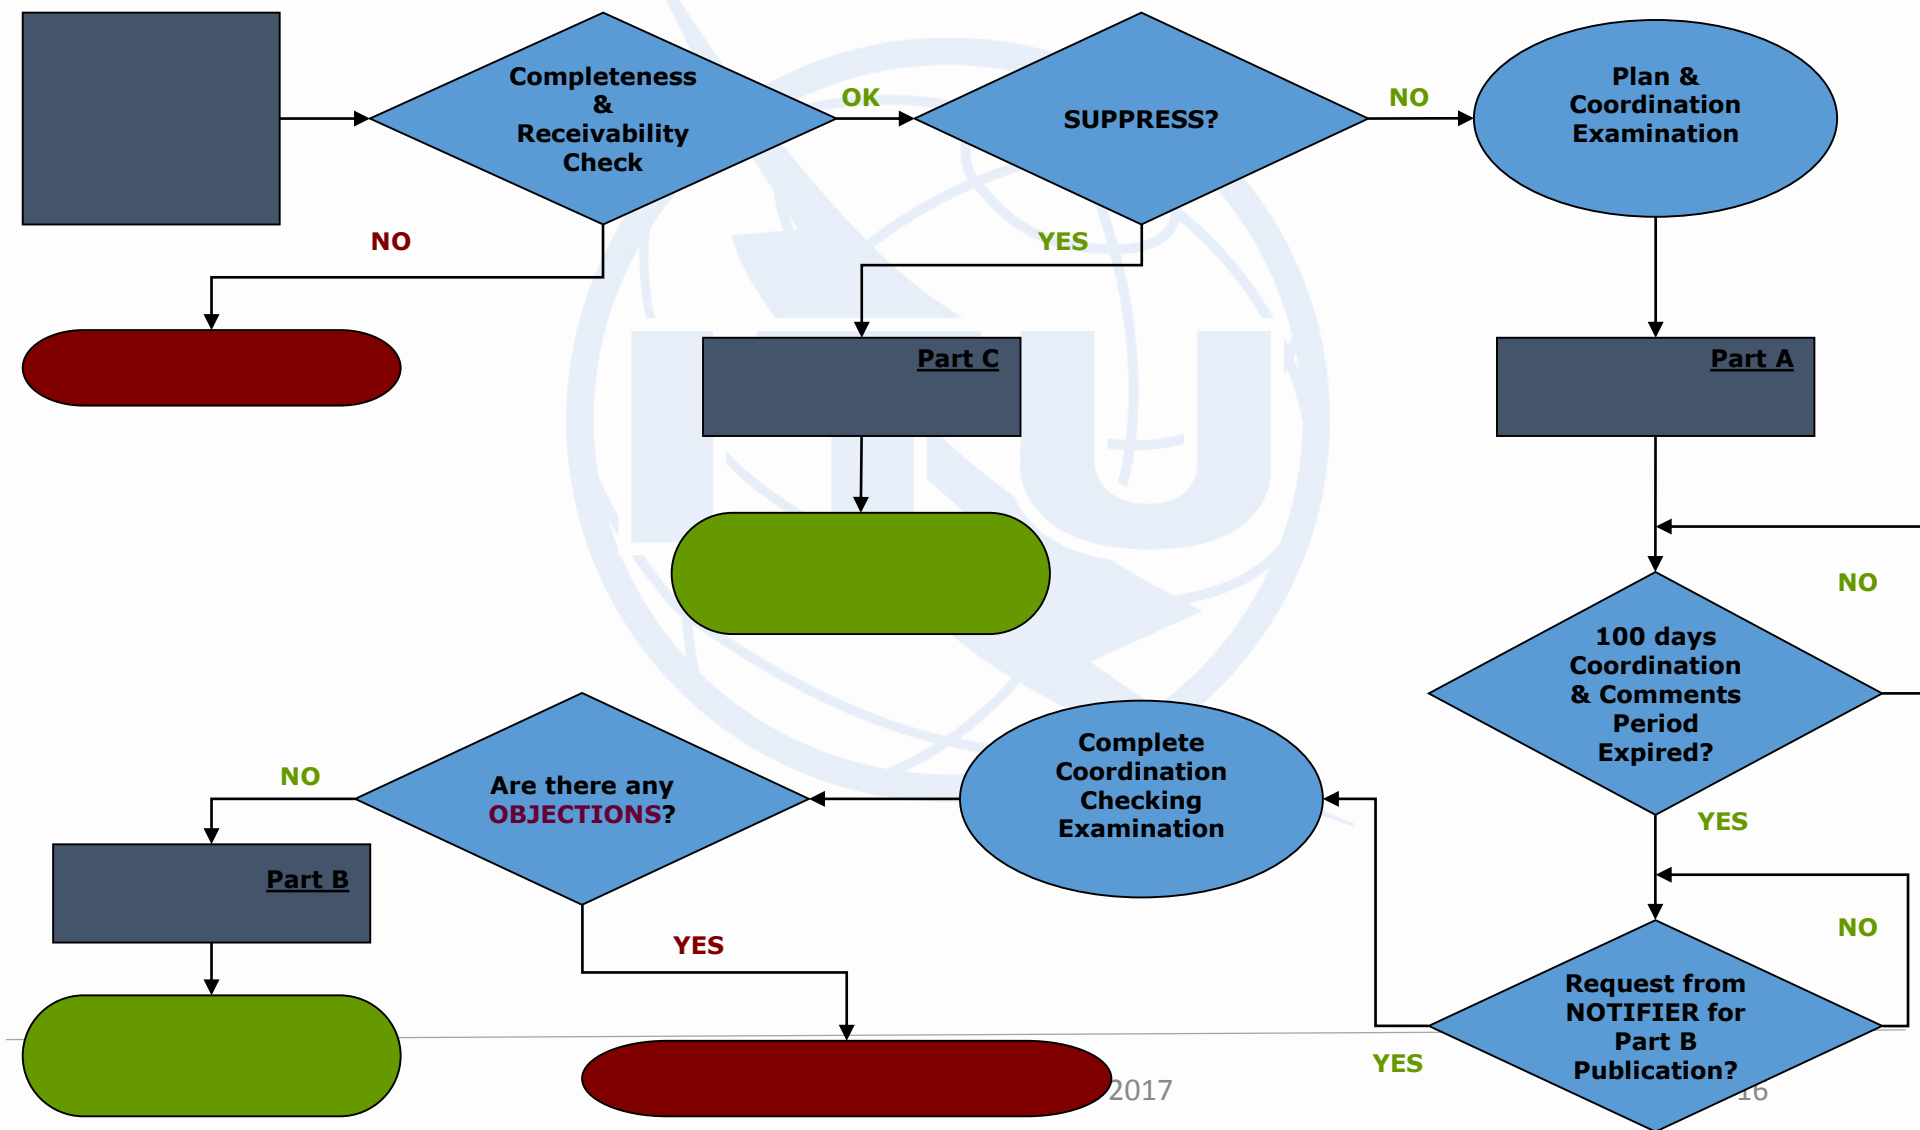 Completeness
&
Receivability
Check
OK
SUPPRESS?
NO
Plan &
Coordination
Examination
NO
YES
Part C
Part A
NO
100 days
Coordination
& Comments
Period
Expired?
YES
Complete
Coordination
Checking
Examination
Are there any
OBJECTIONS?
NO
Part B
YES
NO
Request from
NOTIFIER for
Part B
Publication?
YES
2017
16
ITU